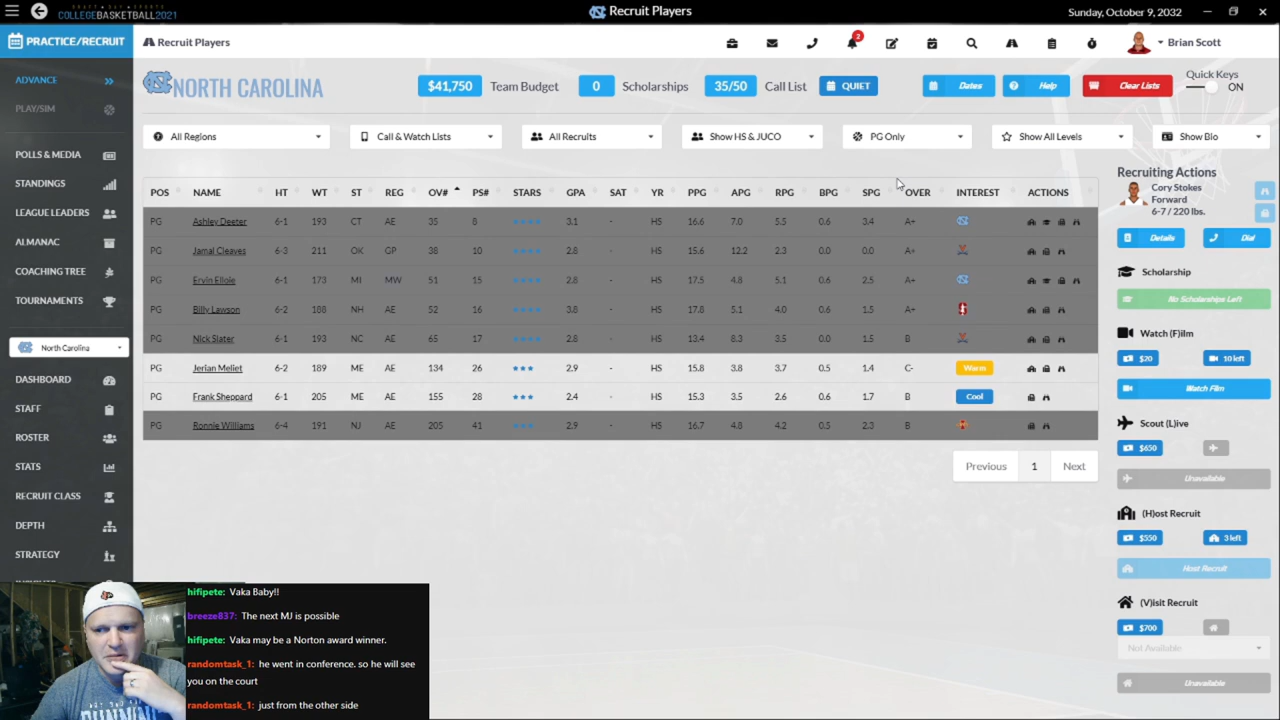 DRAFT DAY SPORTS
COLLEGEBASKETBALL2021
Recruit Players
Sunday, October 9, 2032
PRACTICE/RECRUIT
Recruit Players
2
Brian Scott
ADVANCE
PLAY/SIM
POLLS & MEDIA
STANDINGS
LEAGUE LEADERS
ALMANAC
COACHING TREE
TOURNAMENTS
North Carolina
DASHBOARD
STAFF
ROSTER
STATS
RECRUIT CLASS
DEPTH
STRATEGY
NORTH CAROLINA
$41,750 Team Budget 0 Scholarships 35/50 Call List QUIET Dates Help Clear Lists Quick Keys ON
All Regions Call & Watch Lists All Recruits Show HS & JUCO PG Only Show All Levels Show Bio
POS NAME HT WT ST REG OV# PS# STARS GPA SAT YR PPG APG RPG BPG SPG OVER INTEREST ACTIONS
PG Ashley Deeter 6-1 193 CT AE 35 8 3.1 - HS 16.6 7.0 5.5 0.6 3.4 A+
PG Jamal Cleaves 6-3 211 OK GP 38 10 2.8 - HS 15.6 12.2 2.3 0.0 0.0 A+
PG Ervin Elloie 6-1 173 MI MW 51 15 2.8 - HS 17.5 4.8 5.1 0.6 2.5 A+
PG Billy Lawson 6-2 188 NH AE 52 16 3.8 - HS 17.8 5.1 4.0 0.6 1.5 A+
PG Nick Slater 6-1 193 NC AE 65 17 2.8 - HS 13.4 8.3 3.5 0.6 1.5 B
PG Jerian Meliet 6-2 189 ME AE 134 26 2.9 - HS 15.8 3.8 3.7 0.5 1.4 C- Warm
PG Frank Sheppard 6-1 205 ME AE 155 28 2.4 - HS 15.3 3.5 2.6 0.6 1.7 B Cool
PG Ronnie Williams 6-4 191 NJ AE 205 41 2.9 - HS 16.7 4.8 4.2 0.5 2.3 B
Previous 1 Next
Recruiting Actions
Cory Stokes
Forward
6-7 / 220 lbs.
Details Dial
Scholarship
No Scholarships Left
Watch (F)ilm
$20 10 left
Watch Film
Scout (L)ive
$650
Unavailable
(H)ost Recruit
$550 3 left
Host Recruit
(V)isit Recruit
$700
Not Available
Unavailable
hifipete: Vaka Baby!!
breeze837: The next MJ is possible
hifipete: Vaka may be a Norton award winner.
randomtask_1: he went in conference. so he will see
you on the court
randomtask_1: just from the other side